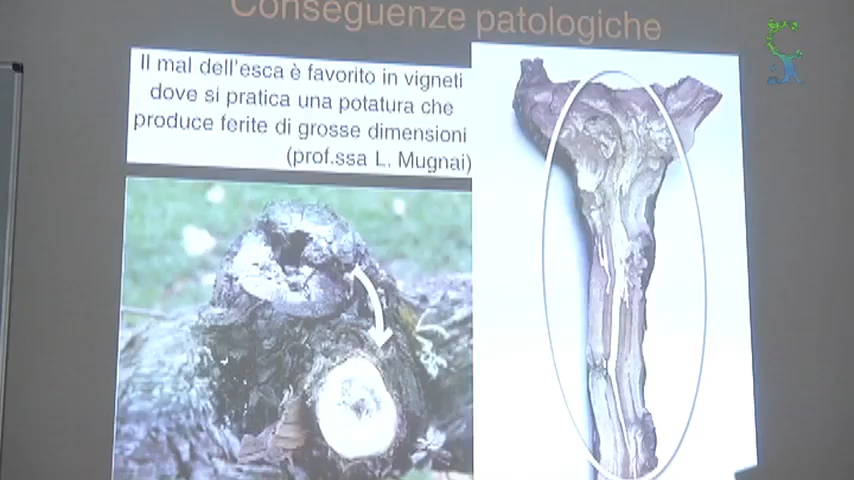 Conseguenze patologiche
Il mal dell'esca è favorito in vigneti
dove si pratica una potatura che
produce ferite di grosse dimensioni
(prof.ssa L. Mugnai)